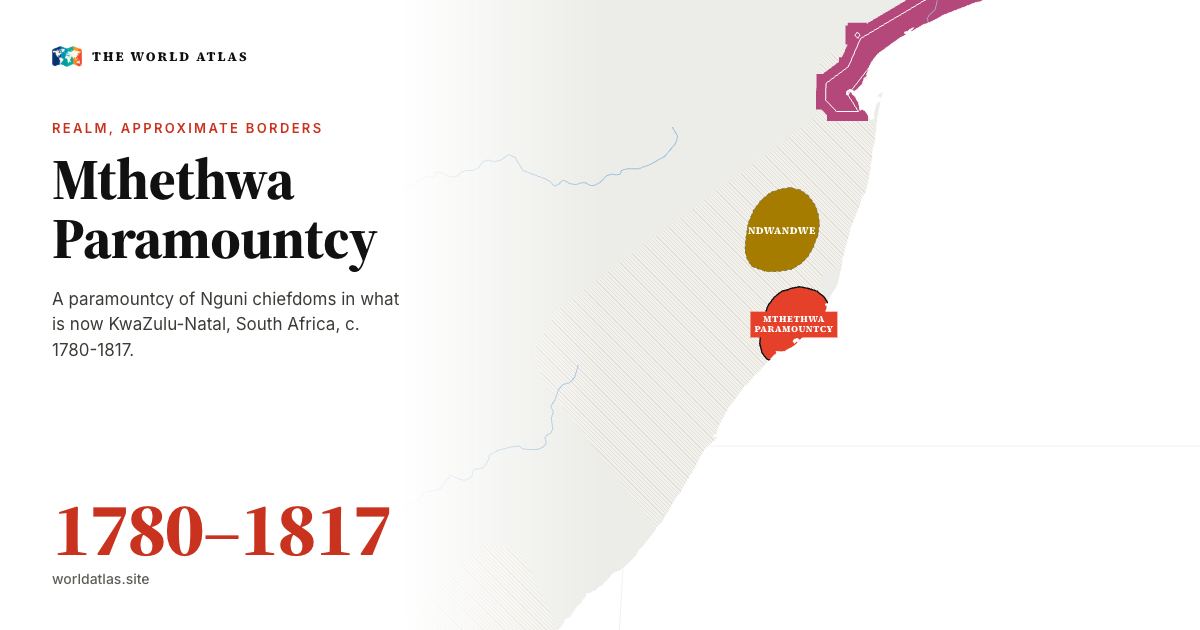 THE WORLD ATLAS
REALM, APPROXIMATE BORDERS
Mthethwa
Paramountcy
A paramountcy of Nguni chiefdoms in what
is now KwaZulu-Natal, South Africa, c.
1780-1817.
1780–1817
worldatlas.site
NDWANDWE
MTHETHWA
PARAMOUNTCY